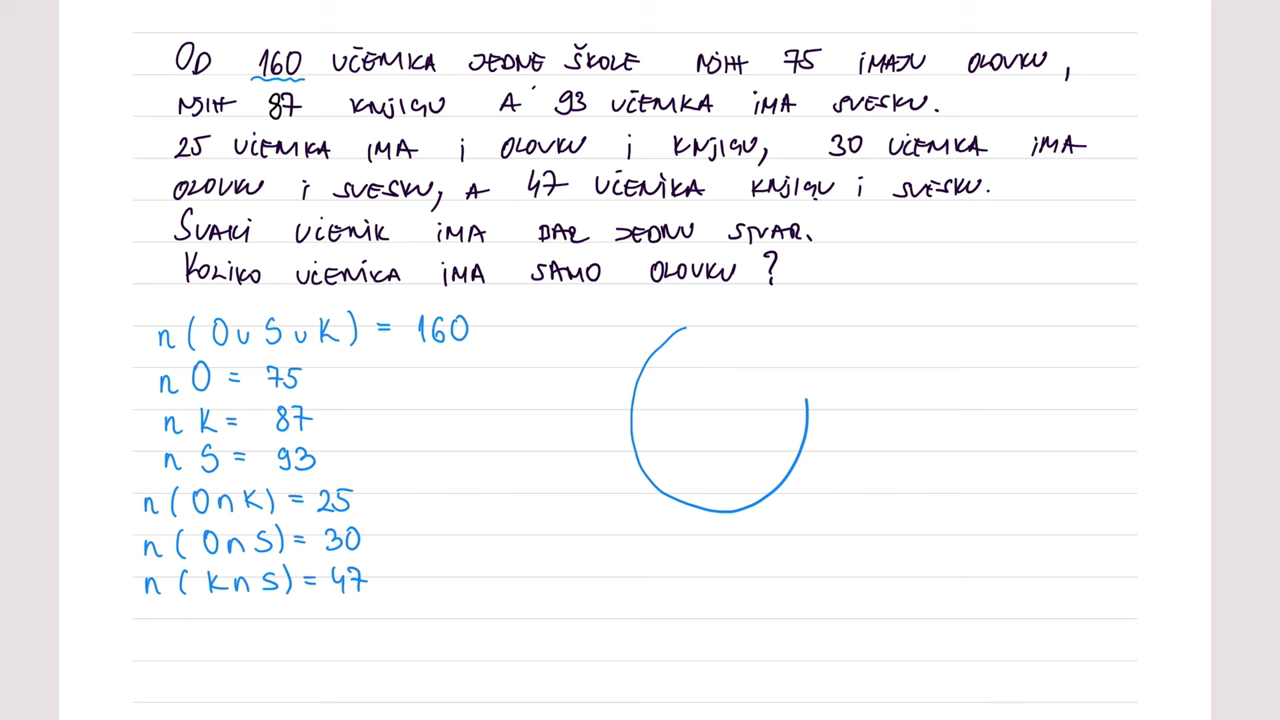 OD 160 UČENIKA JEDNE ŠKOLE NJIH 75 IMAJU OLOVKU,
NJIH 87 KNJIGU A 93 UČENIKA IMA SVESKU.
25 UČENIKA IMA I OLOVKU I KNJIGU, 30 UČENIKA IMA
OLOVKU I SVESKU, A 47 UČENIKA KNJIGU I SVESKU.
SVAKI UČENIK IMA BAR JEDNU STVAR.
KOLIKO UČENIKA IMA SAMO OLOVKU?
n(O∪S∪K) = 160
n O = 75
n K = 87
n S = 93
n(O∩K) = 25
n(O∩S) = 30
n(K∩S) = 47